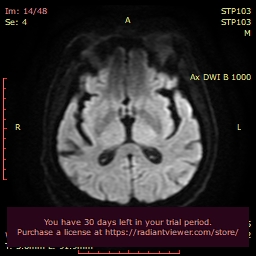 Im: 14/48
Se: 4
STP103
STP103
M
A
Ax DWI B 1000
R
L
You have 30 days left in your trial period.
Purchase a license at https://radiantviewer.com/store/